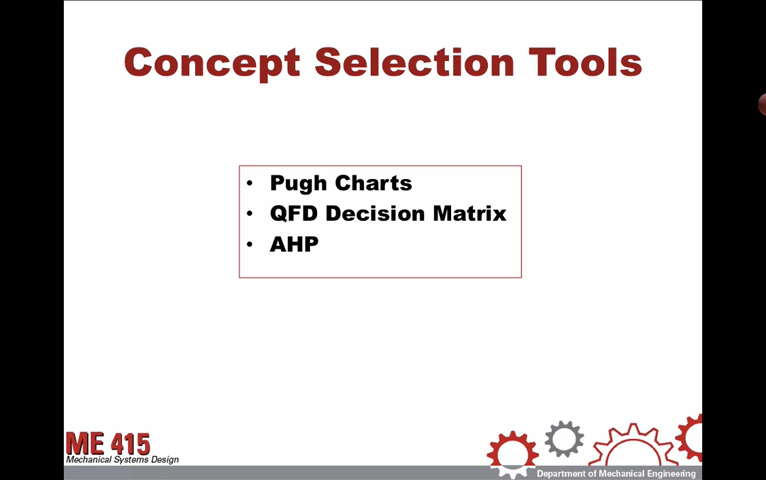 Concept Selection Tools
• Pugh Charts
• QFD Decision Matrix
• AHP
ME 415
Mechanical Systems Design
Department of Mechanical Engineering